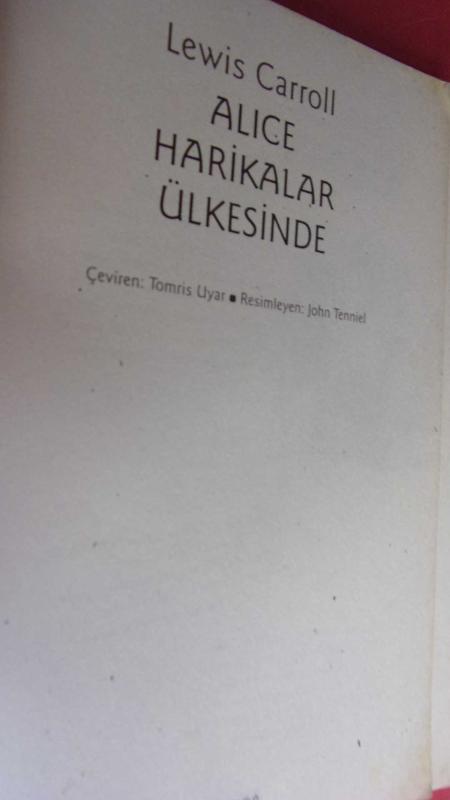 Lewis Carroll
ALICE
HARİKALAR
ÜLKESİNDE
Çeviren: Tomris Uyar ■ Resimleyen: John Tenniel